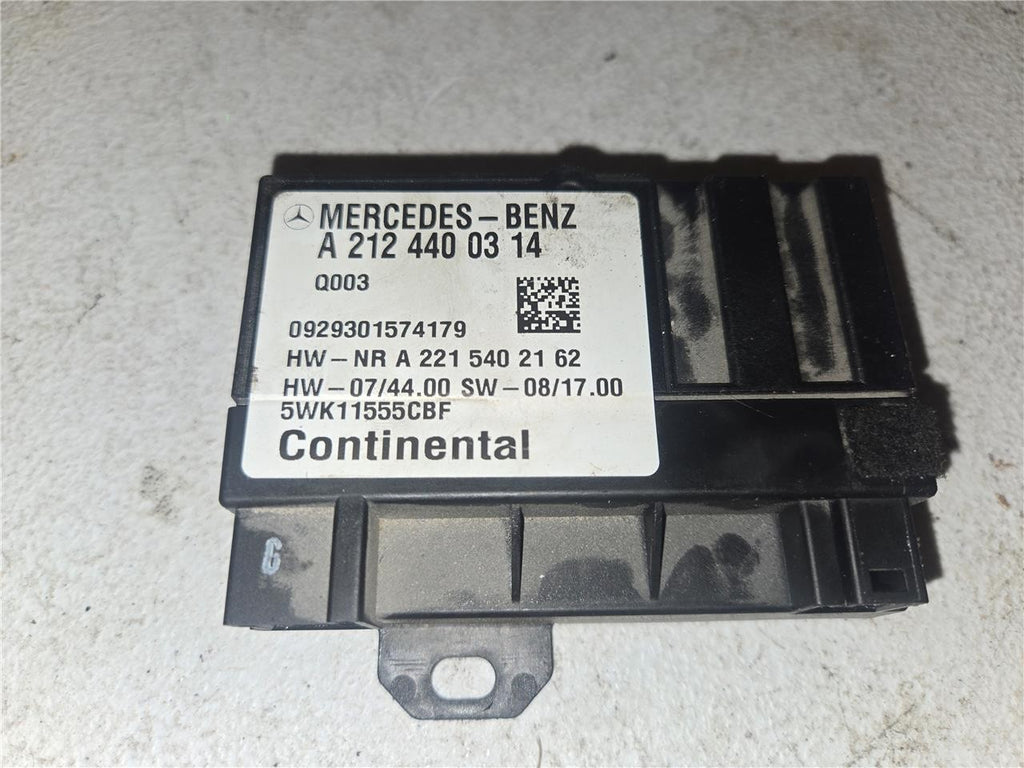 MERCEDES-BENZ
A 212 440 03 14
Q003
0929301574179
HW-NR A 221 540 21 62
HW-07/44.00 SW-08/17.00
5WK11555CBF
Continental
6